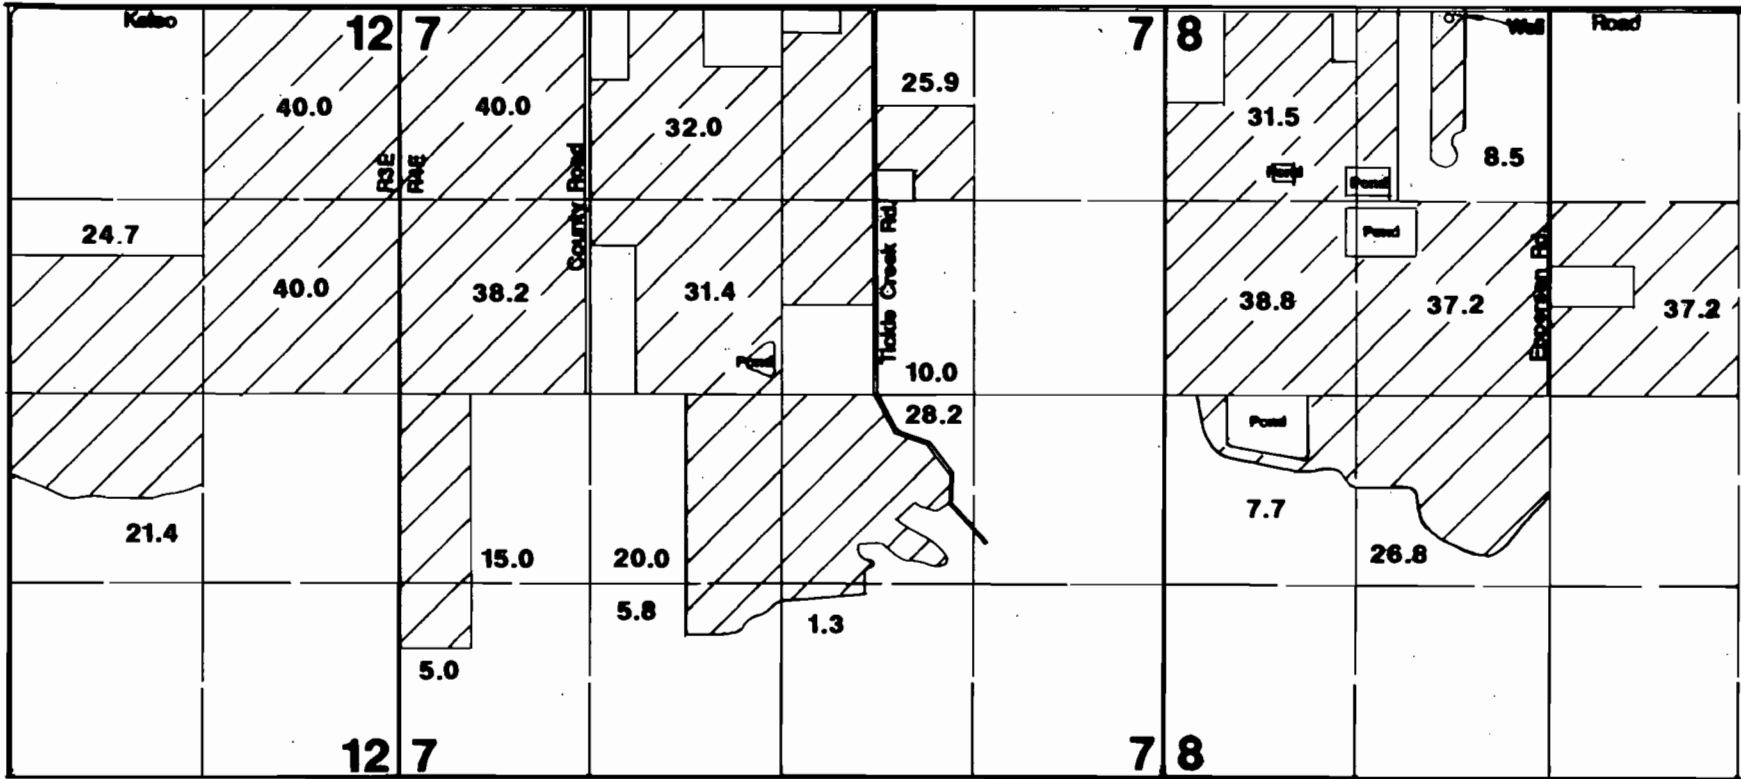 Kelso 12 7 7 8 Well Road
25.9
40.0 40.0 32.0 31.5
R3E R4E County Road 8.5
Pond Pond
24.7 Tickle Creek Rd. Pond Eppenien Rd.
40.0 38.2 31.4 38.8 37.2 37.2
Pond
10.0
28.2
Pond
7.7
21.4 15.0 20.0 26.8
5.8 1.3
5.0
12 7 7 8